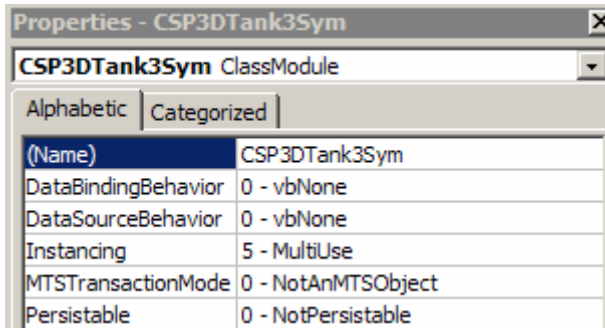 Properties - CSP3DTank3Sym
CSP3DTank3Sym ClassModule
Alphabetic Categorized
(Name) CSP3DTank3Sym
DataBindingBehavior 0 - vbNone
DataSourceBehavior 0 - vbNone
Instancing 5 - MultiUse
MTSTransactionMode 0 - NotAnMTSObject
Persistable 0 - NotPersistable